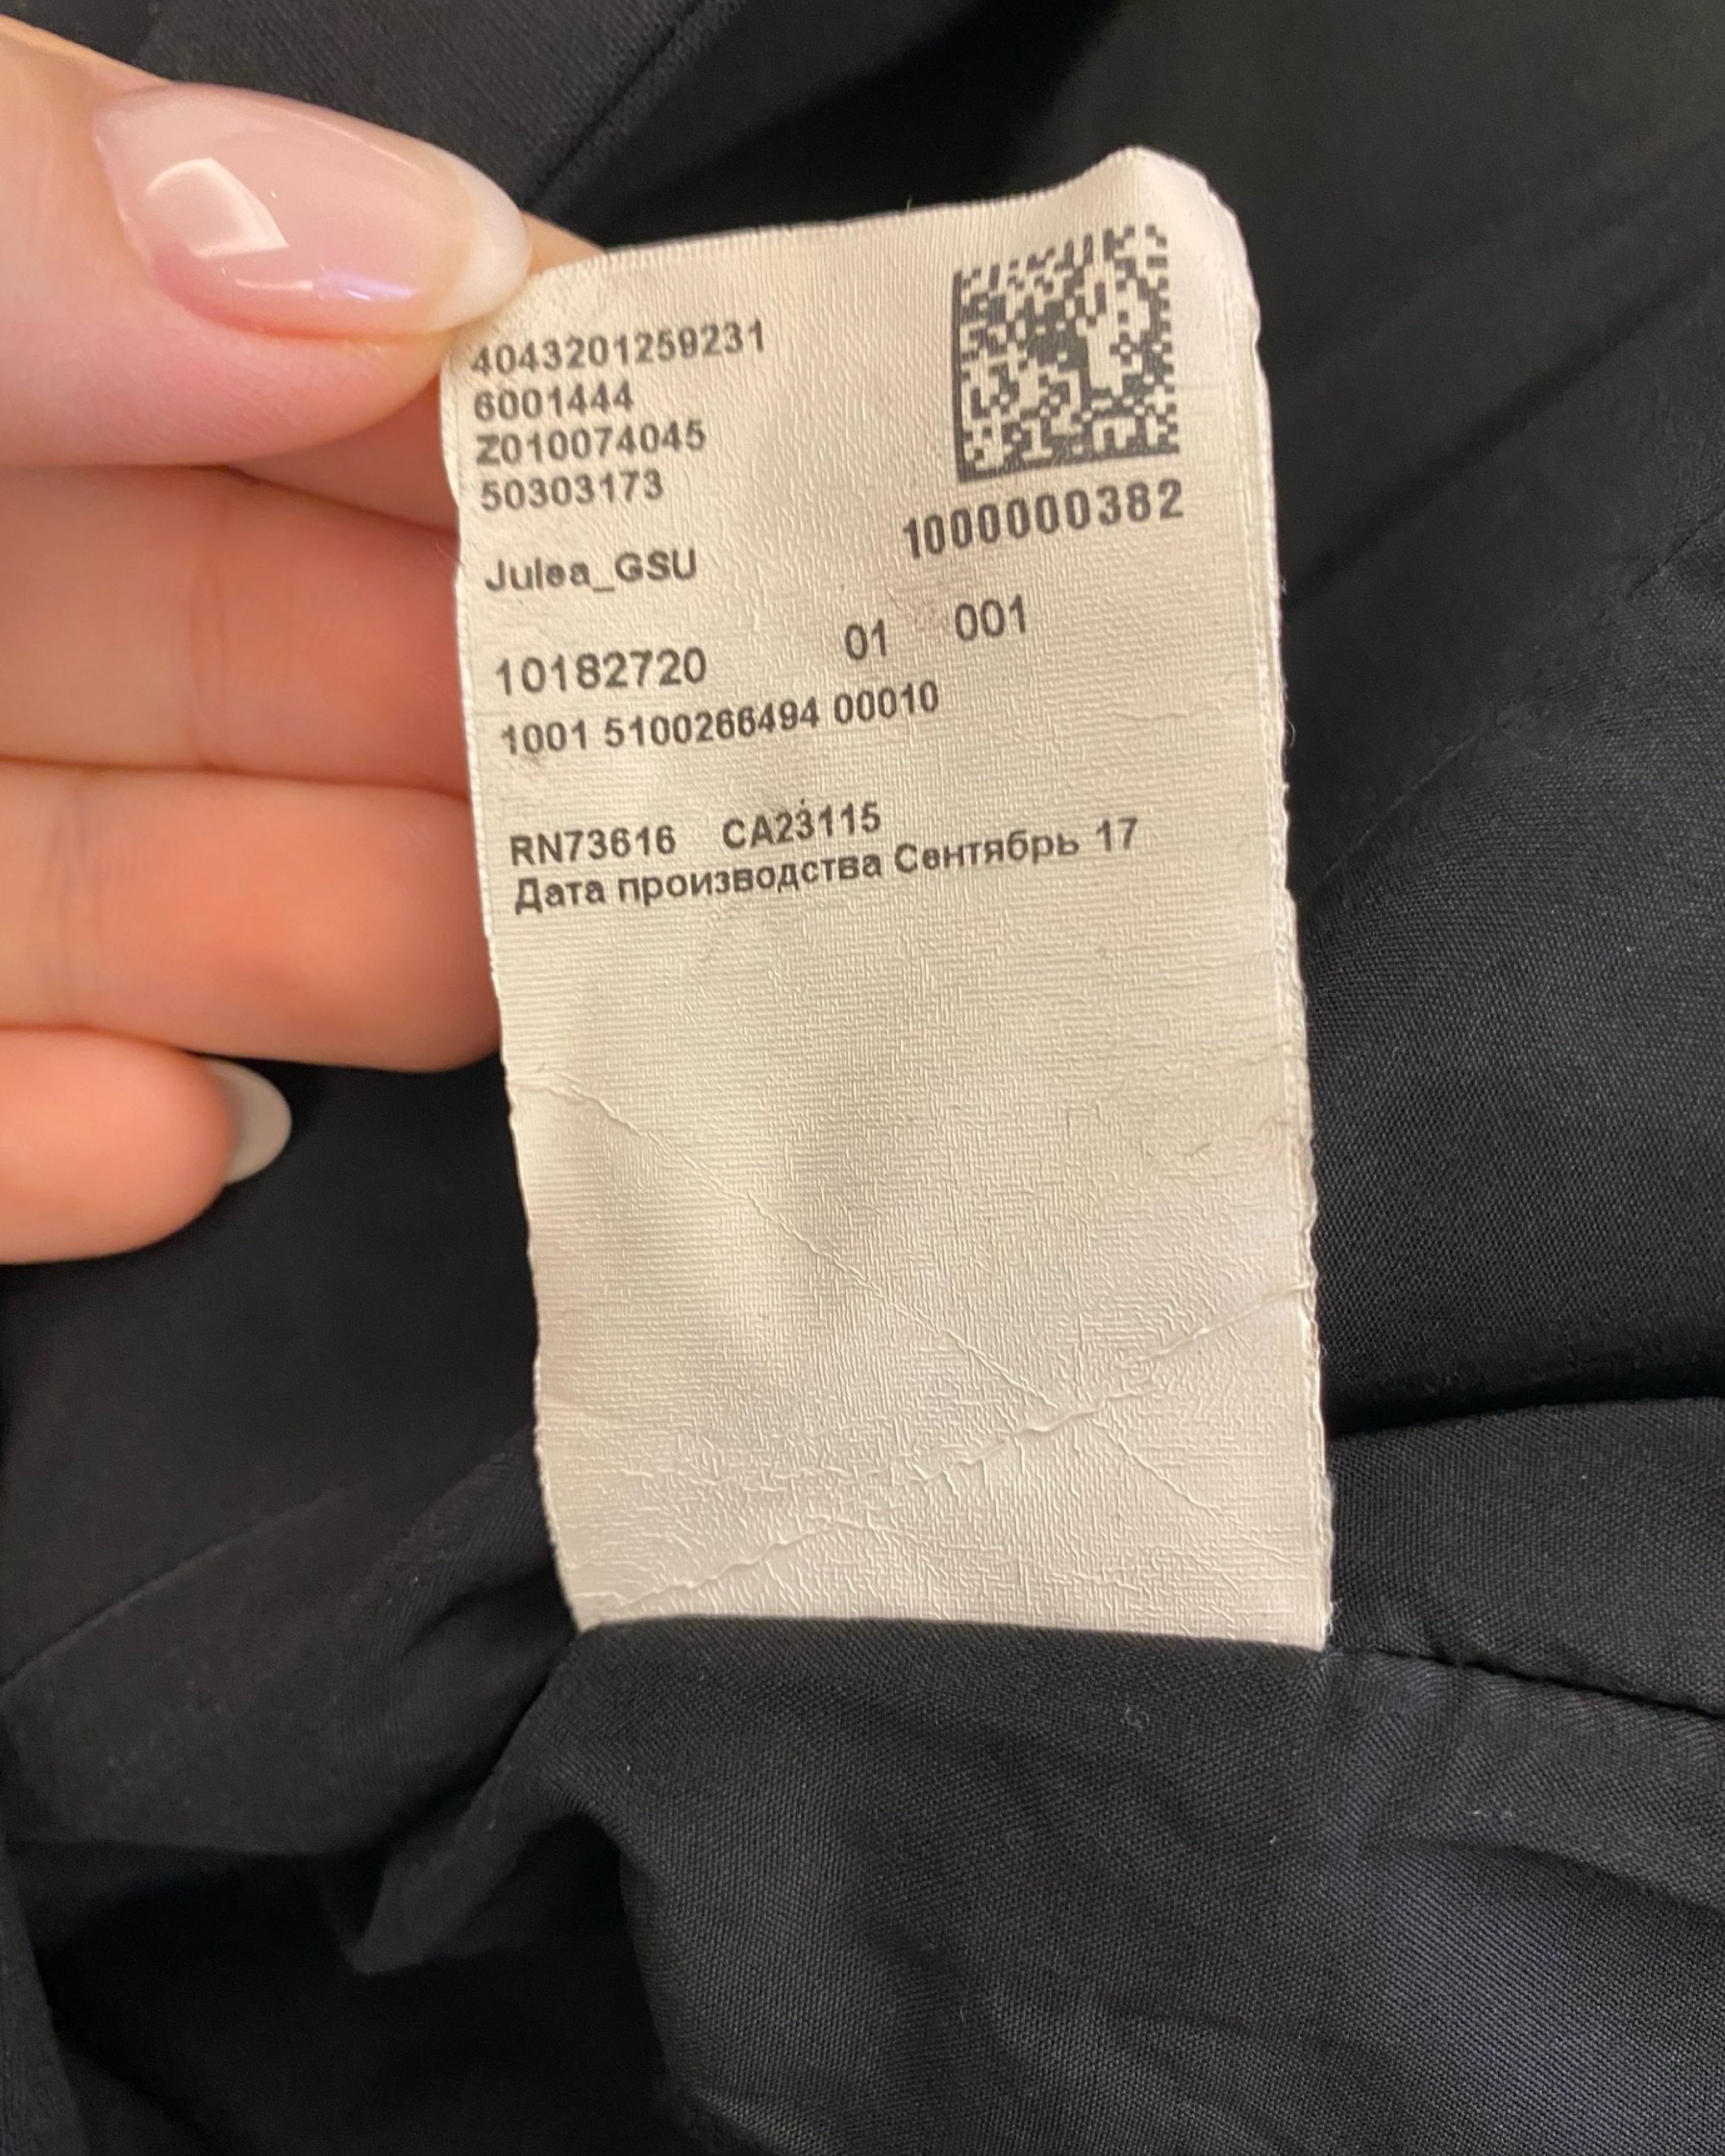 4043201259231
6001444
Z010074045
50303173
1000000382
Julea_GSU
10182720 01 001
1001 5100266494 00010
RN73616 CA23115
Дата производства Сентябрь 17